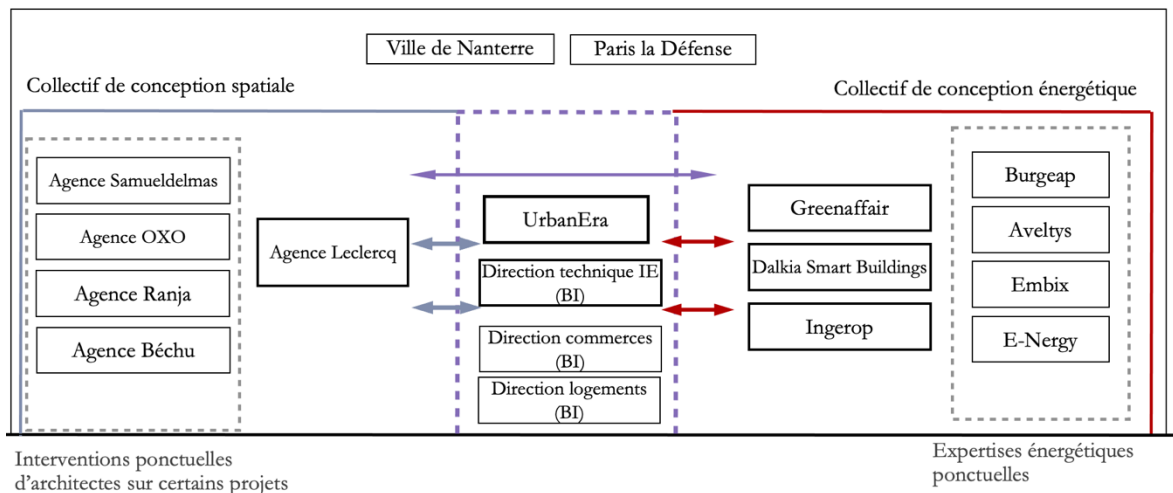 Ville de Nanterre
Paris la Défense
Collectif de conception spatiale
Collectif de conception énergétique
Agence Samueldelmas
Agence OXO
Agence Ranja
Agence Béchu
Agence Leclercq
UrbanEra
Direction technique IE
(BI)
Direction commerces
(BI)
Direction logements
(BI)
Greenaffair
Dalkia Smart Buildings
Ingerop
Burgeap
Aveltys
Embix
E-Nergy
Interventions ponctuelles
d'architectes sur certains projets
Expertises énergétiques
ponctuelles